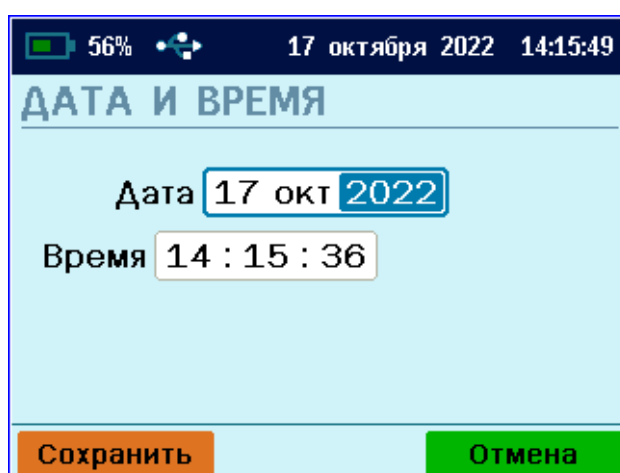 56% 17 октября 2022 14:15:49
ДАТА И ВРЕМЯ
Дата 17 окт 2022
Время 14 : 15 : 36
Сохранить Отмена